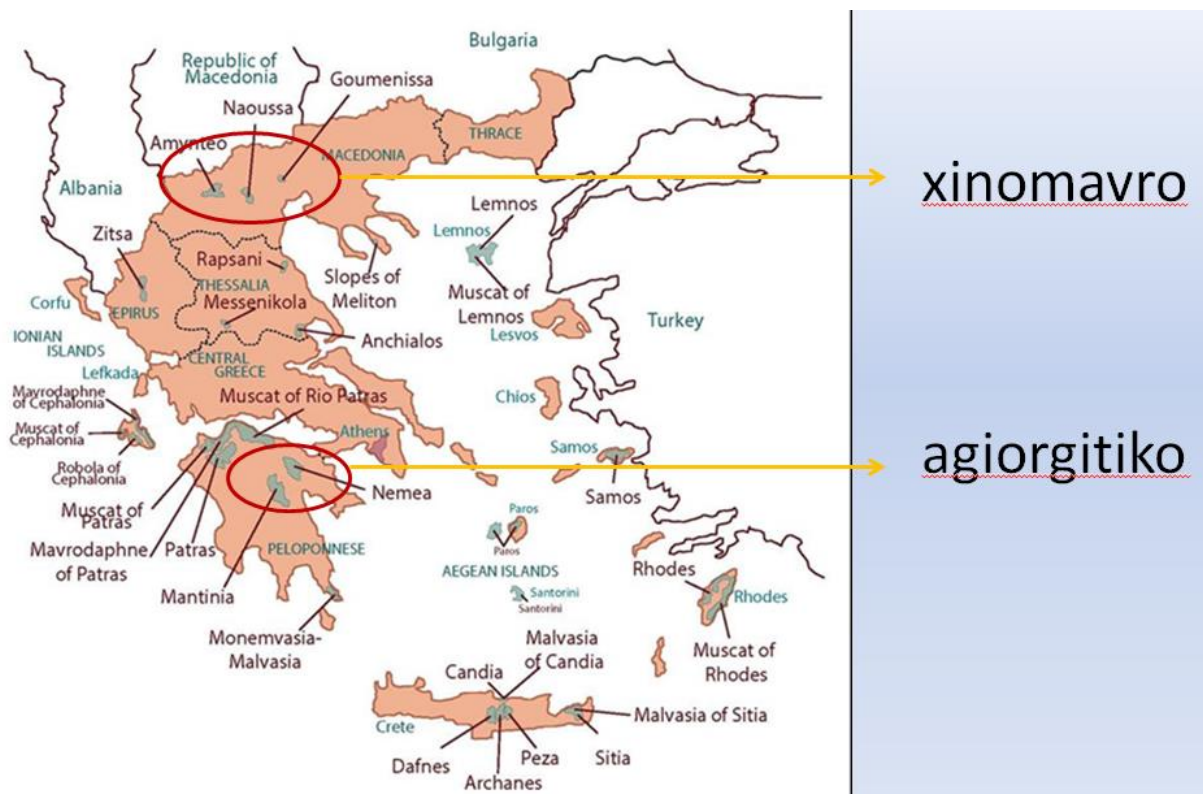 Bulgaria
Republic of
Macedonia
Goumenissa
Naoussa
Amynteo
MACEDONIA
THRACE
Albania
xinomavro
Zitsa
Lemnos
Lemnos
Rapsani
THESSALIA
Slopes of
Meliton
Muscat of
Lemnos
Messenikola
Corfu
EPIRUS
Anchialos
Lesvos
Turkey
IONIAN
ISLANDS
CENTRAL
GREECE
Lefkada
Mavrodaphne
of Cephalonia
Muscat of Rio Patras
Chios
Muscat of
Cephalonia
Athens
Samos
agiorgitiko
Robola of
Cephalonia
Nemea
Samos
Muscat of
Patras
Mavrodaphne
of Patras
Patras
PELOPONNESE
Paros
Paros
AEGEAN ISLANDS
Mantinia
Santorini
Santorini
Rhodes
Rhodes
Monemvasia-
Malvasia
Muscat of
Rhodes
Malvasia
of Candia
Candia
Crete
Malvasia of Sitia
Dafnes
Archanes
Peza
Sitia